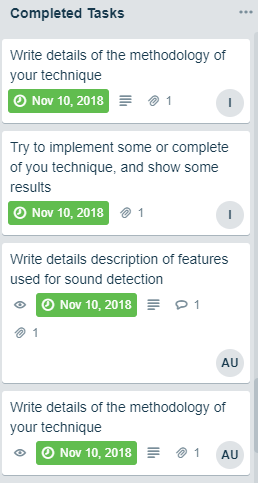 Completed Tasks
Write details of the methodology of
your technique
Nov 10, 2018 1
I
Try to implement some or complete
of you technique, and show some
results
Nov 10, 2018 1
I
Write details description of features
used for sound detection
Nov 10, 2018 1
1
AU
Write details of the methodology of
your technique
Nov 10, 2018 1
AU